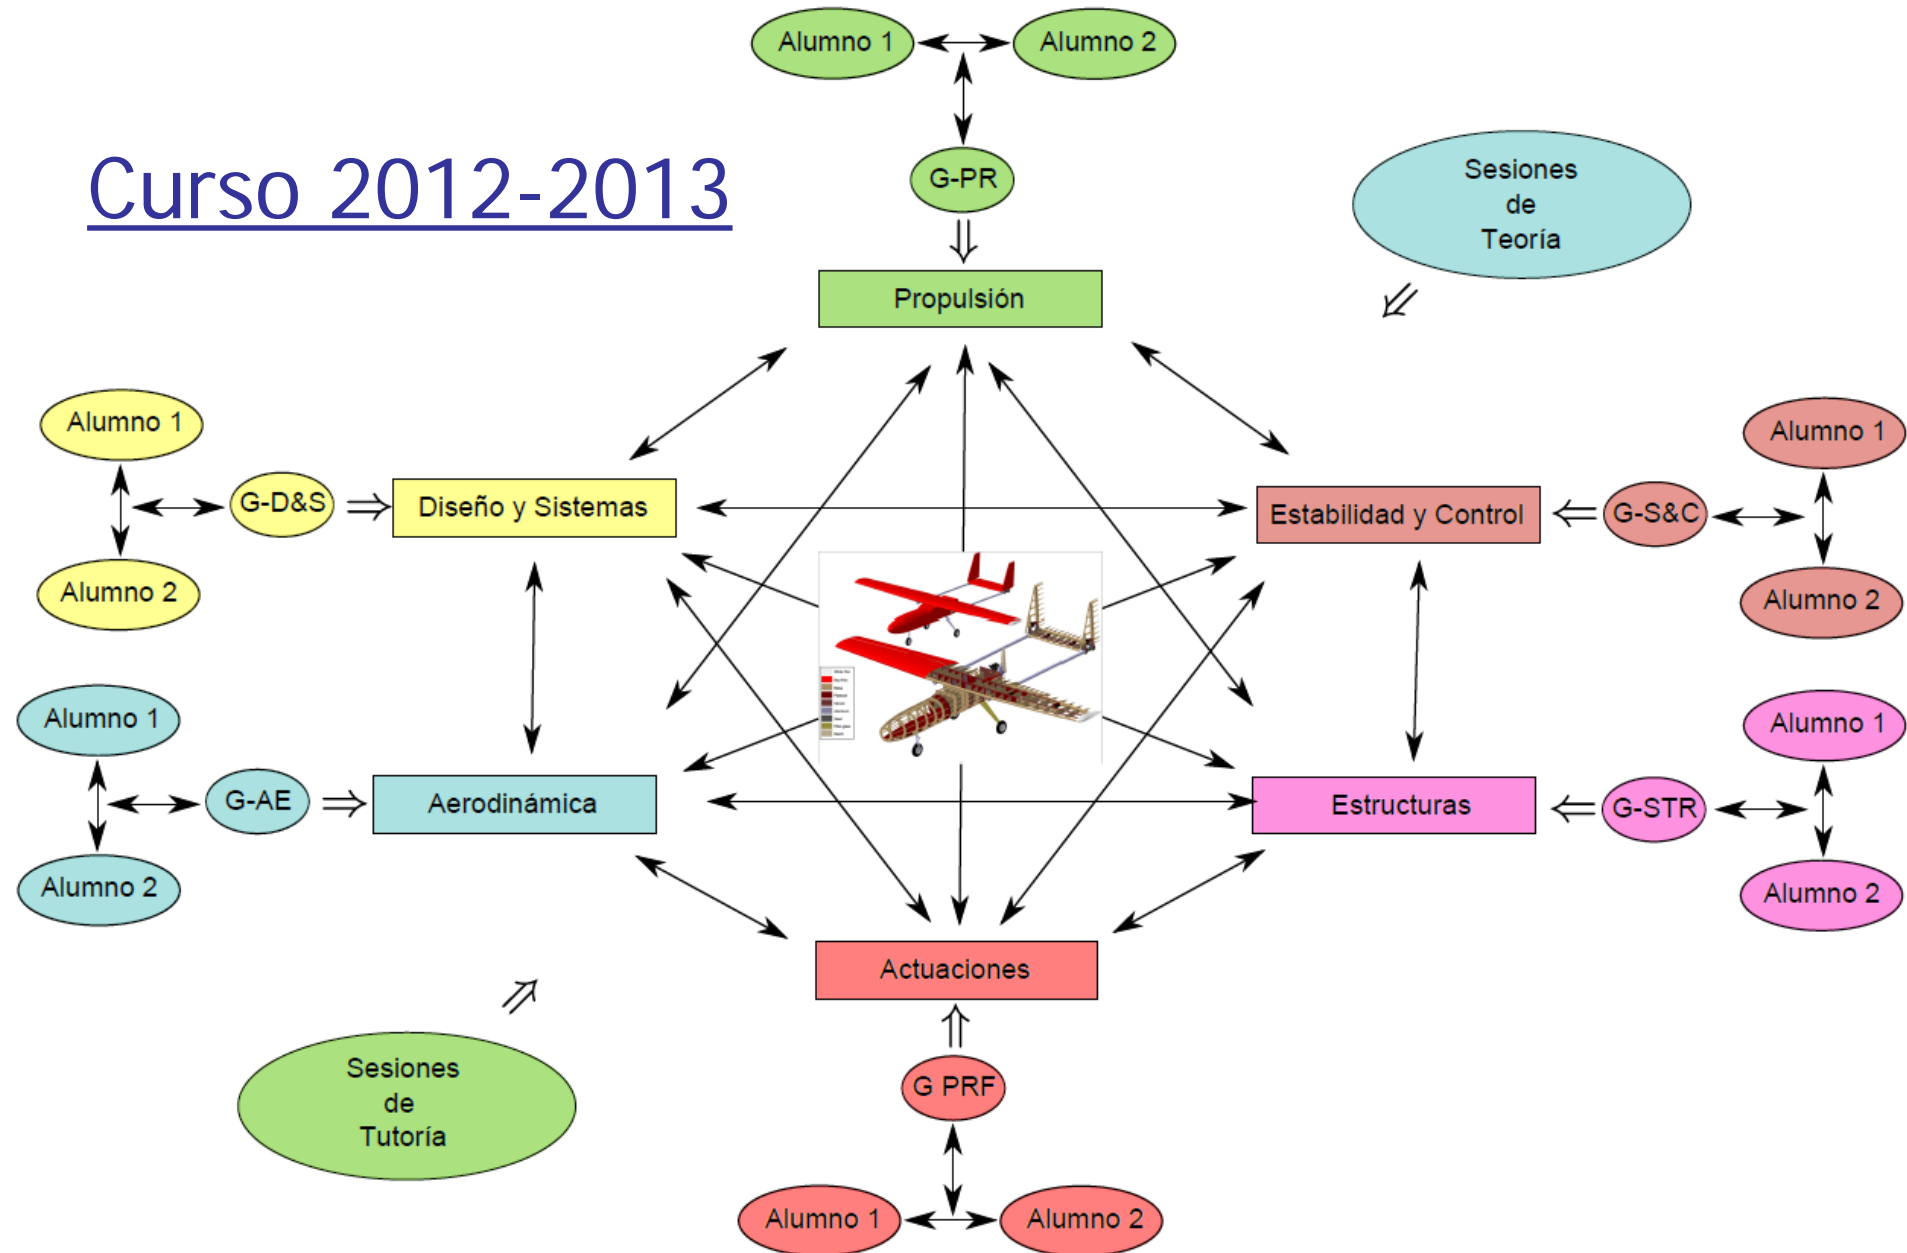 Alumno 1
Alumno 2
Curso 2012-2013
G-PR
Sesiones
de
Teoría
Propulsión
Alumno 1
G-D&S
Alumno 2
Diseño y Sistemas
Estabilidad y Control
G-S&C
Alumno 1
Alumno 2
Alumno 1
G-AE
Alumno 2
Aerodinámica
Estructuras
G-STR
Alumno 1
Alumno 2
Actuaciones
Sesiones
de
Tutoría
G PRF
Alumno 1
Alumno 2